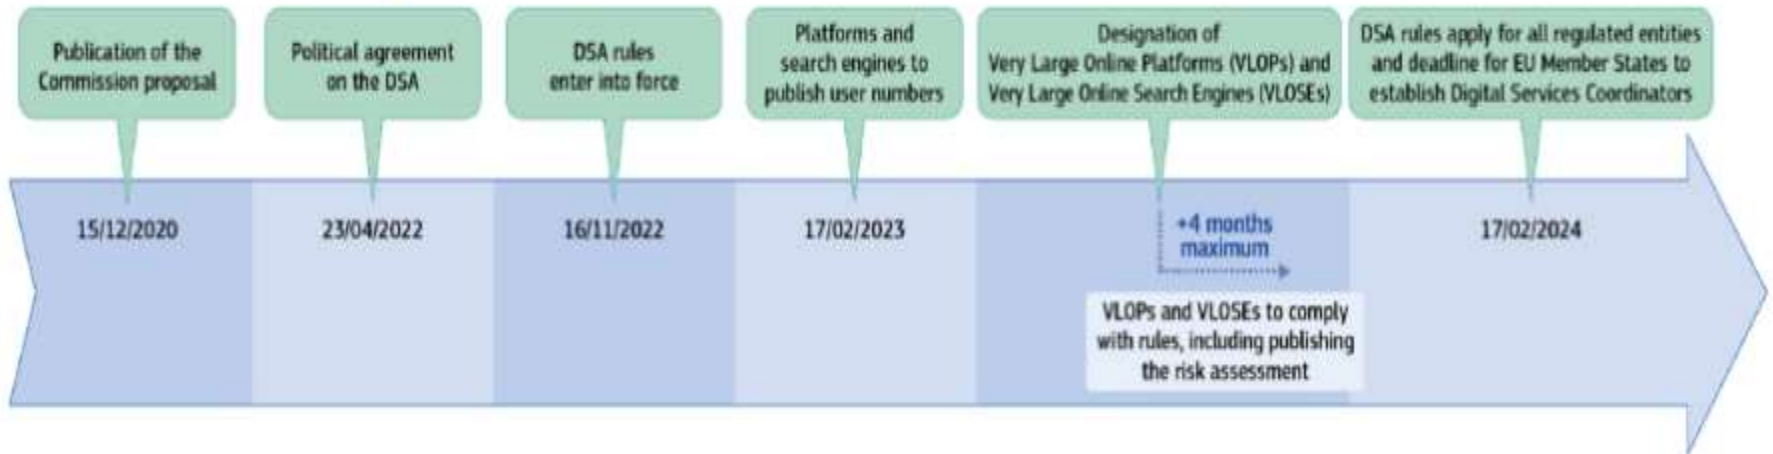 Publication of the
Commission proposal
Political agreement
on the DSA
DSA rules
enter into force
Platforms and
search engines to
publish user numbers
Designation of
Very Large Online Platforms (VLOPs) and
Very Large Online Search Engines (VLOSEs)
DSA rules apply for all regulated entities
and deadline for EU Member States to
establish Digital Services Coordinators
15/12/2020
23/04/2022
16/11/2022
17/02/2023
+4 months
maximum
17/02/2024
VLOPs and VLOSEs to comply
with rules, including publishing
the risk assessment